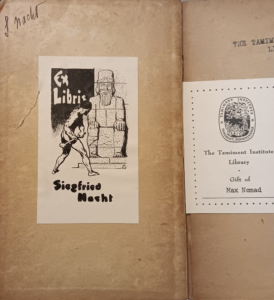 S Nacht
Ex
Libris
Siegfried
Nacht
THE TAMIMENT
The Tamiment Institute
Library
Gift of
Max Nomad